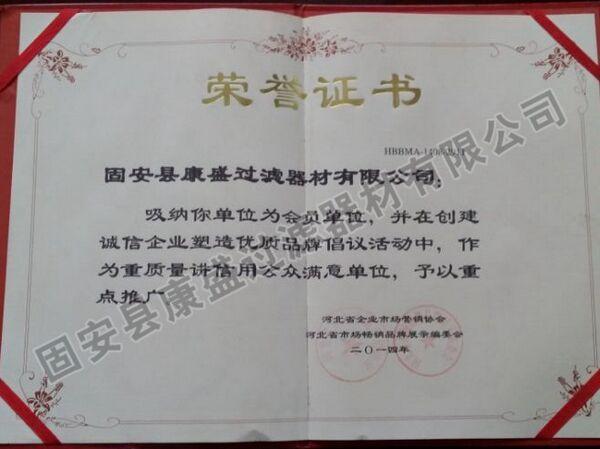 荣誉证书
固安县康盛过滤器材有限公司:
吸纳你单位为会员单位，并在创建
诚信企业塑造优质品牌倡议活动中，作
为重质量讲信用公众满意单位，予以重
点推广
河北省企业市场营销协会
河北省市场畅销品牌展示编委会
二〇一四年
固安县康盛过滤器材有限公司